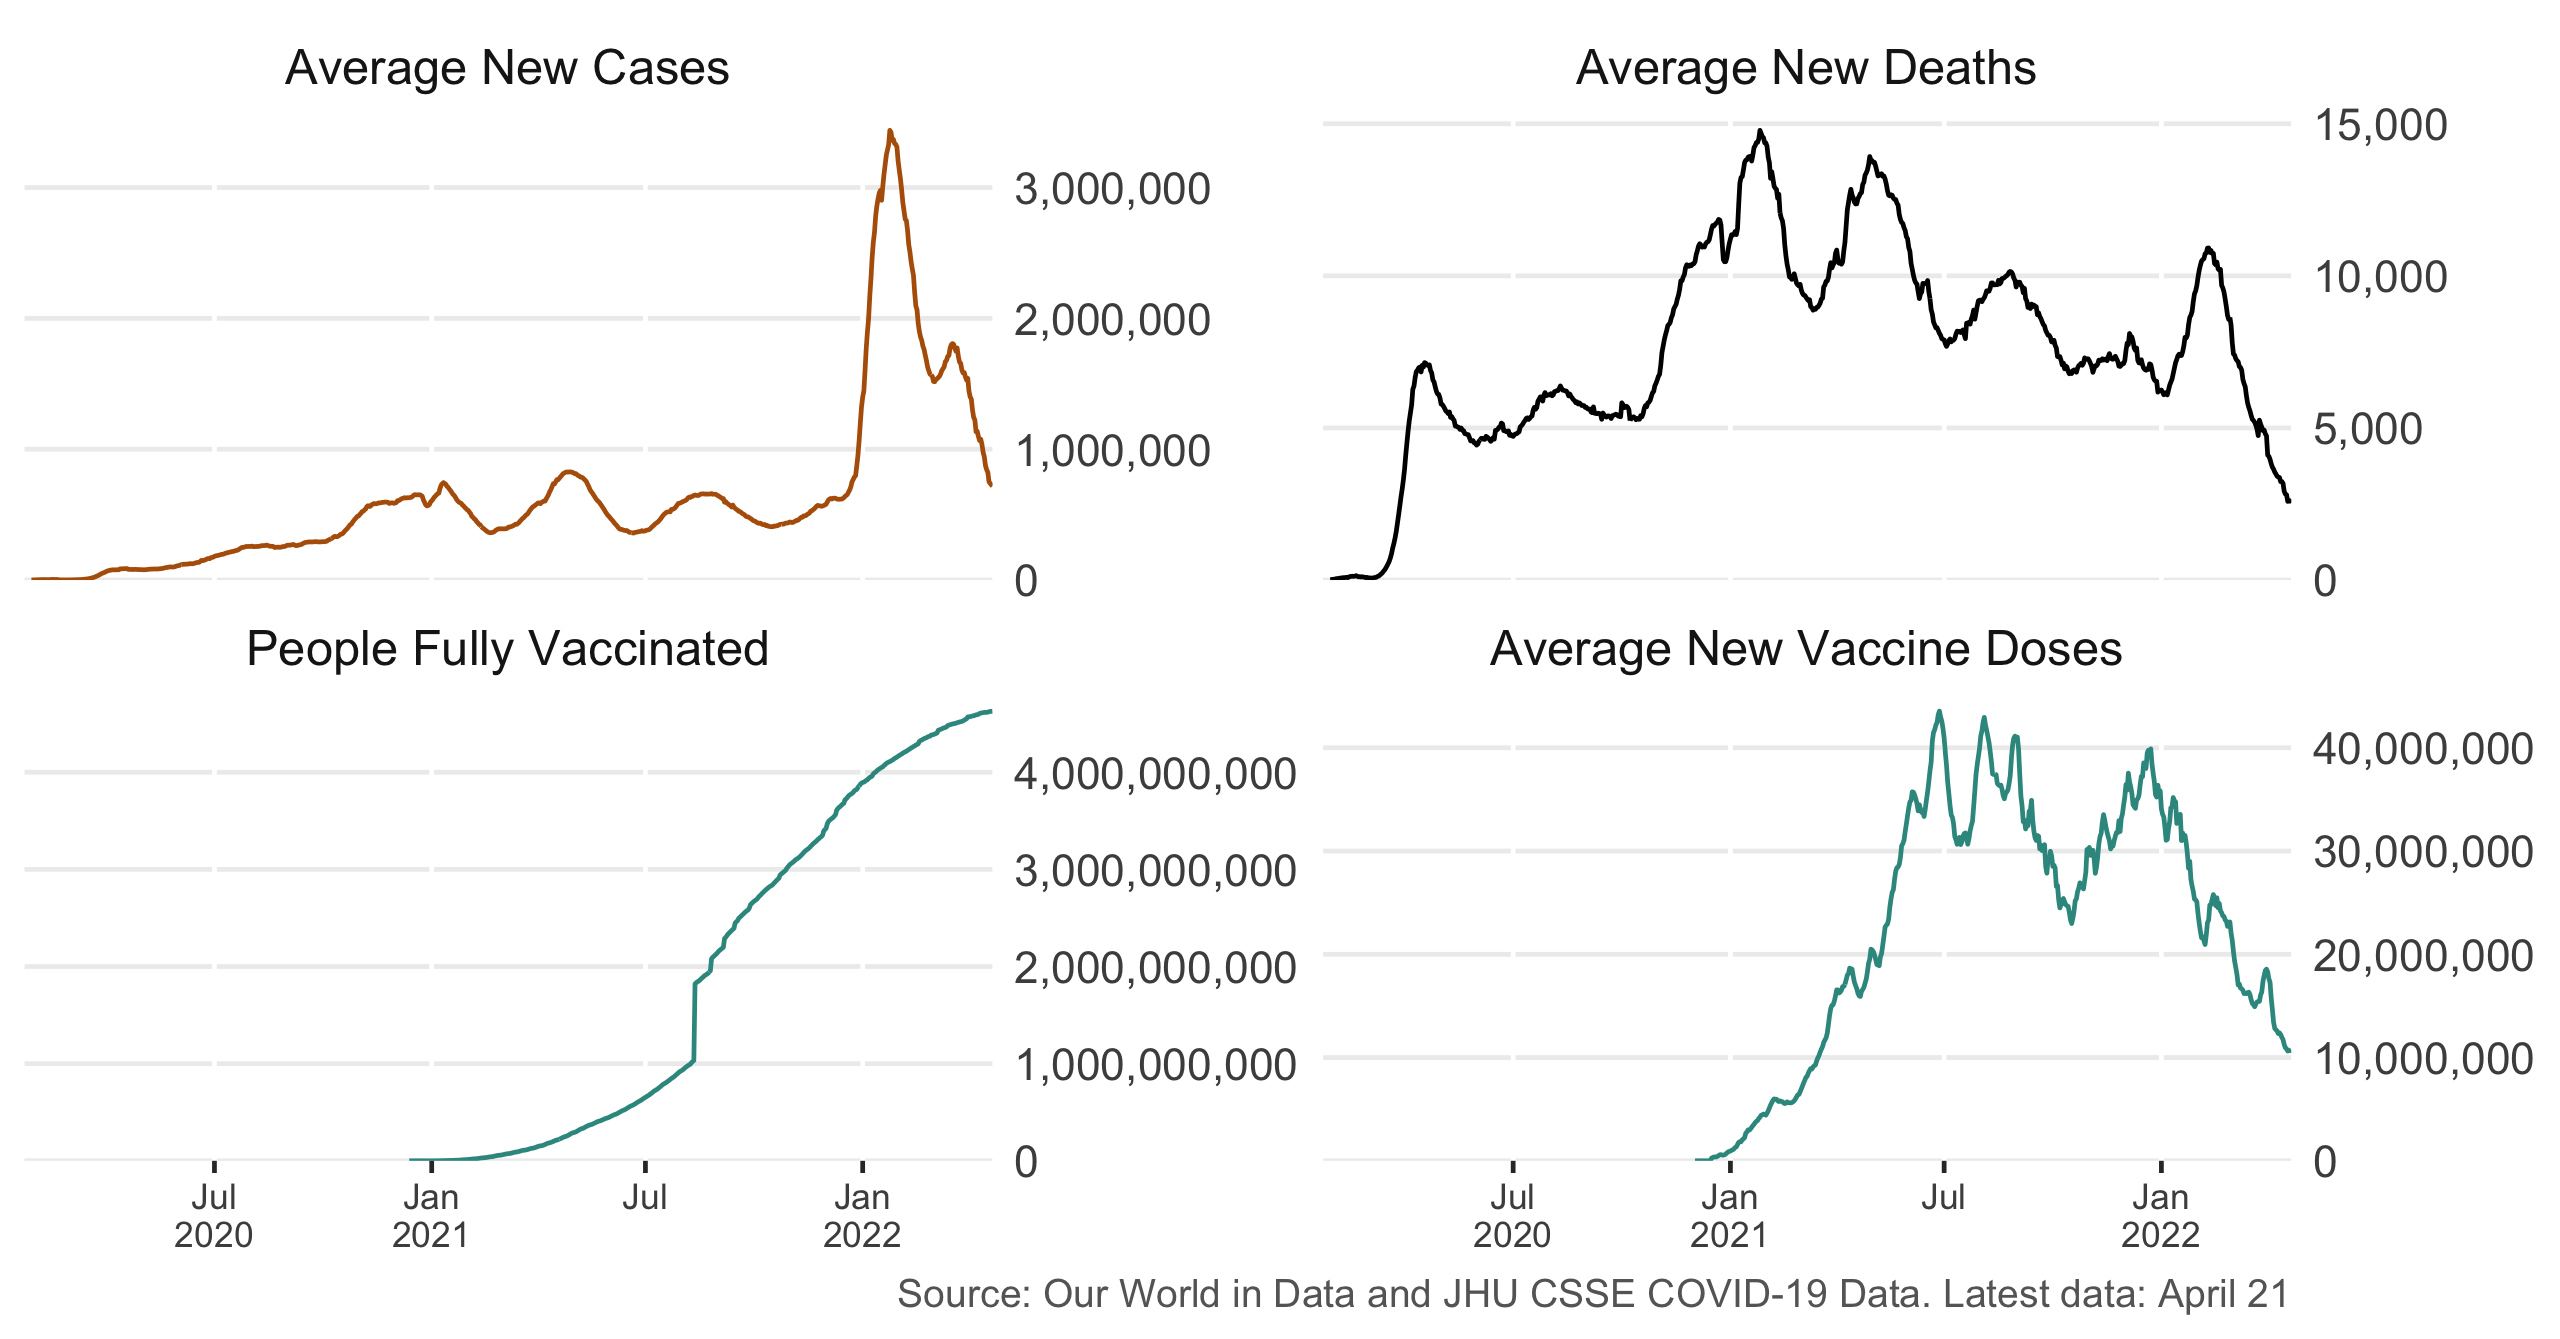 Average New Cases
3,000,000
2,000,000
1,000,000
0
Average New Deaths
15,000
10,000
5,000
0
People Fully Vaccinated
4,000,000,000
3,000,000,000
2,000,000,000
1,000,000,000
0
Jul
2020
Jan
2021
Jul
Jan
2022
Average New Vaccine Doses
40,000,000
30,000,000
20,000,000
10,000,000
0
Jul
2020
Jan
2021
Jul
Jan
2022
Source: Our World in Data and JHU CSSE COVID-19 Data. Latest data: April 21